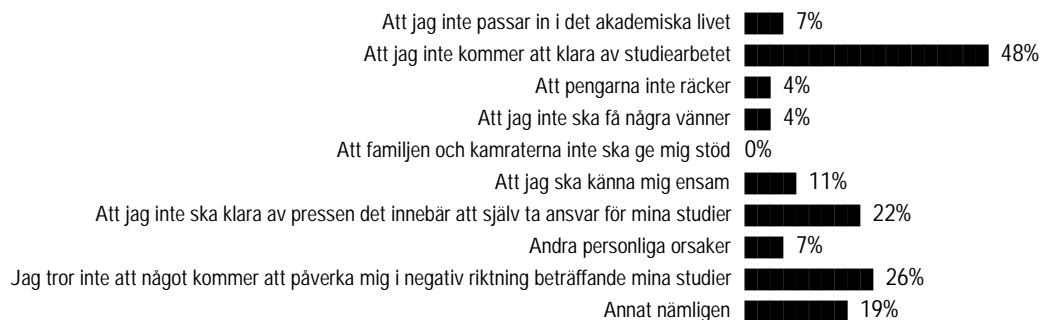 Att jag inte passar in i det akademiska livet 7%
Att jag inte kommer att klara av studiearbetet 48%
Att pengarna inte räcker 4%
Att jag inte ska få några vänner 4%
Att familjen och kamraterna inte ska ge mig stöd 0%
Att jag ska känna mig ensam 11%
Att jag inte ska klara av pressen det innebär att själv ta ansvar för mina studier 22%
Andra personliga orsaker 7%
Jag tror inte att något kommer att påverka mig i negativ riktning beträffande mina studier 26%
Annat nämligen 19%